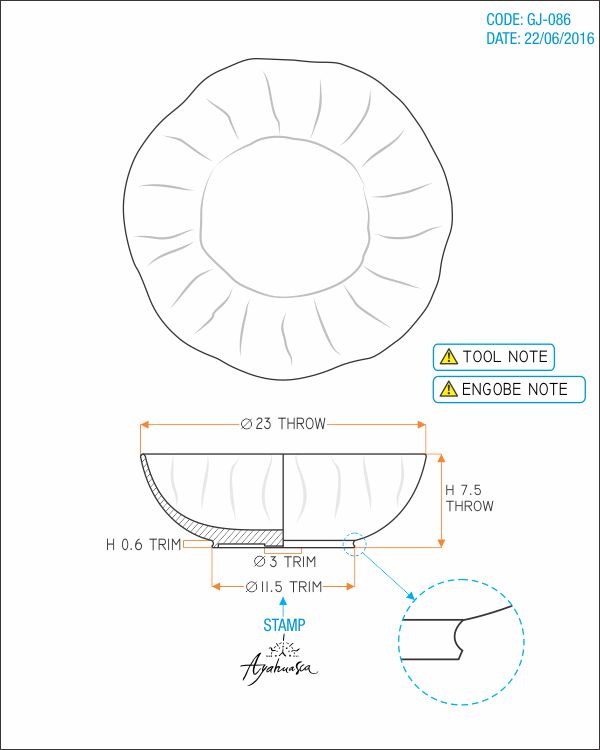 CODE: GJ-086
DATE: 22/06/2016
TOOL NOTE
ENGOBE NOTE
⌀23 THROW
H 7.5
THROW
H 0.6 TRIM
⌀3 TRIM
⌀11.5 TRIM
STAMP
Ayahuasca